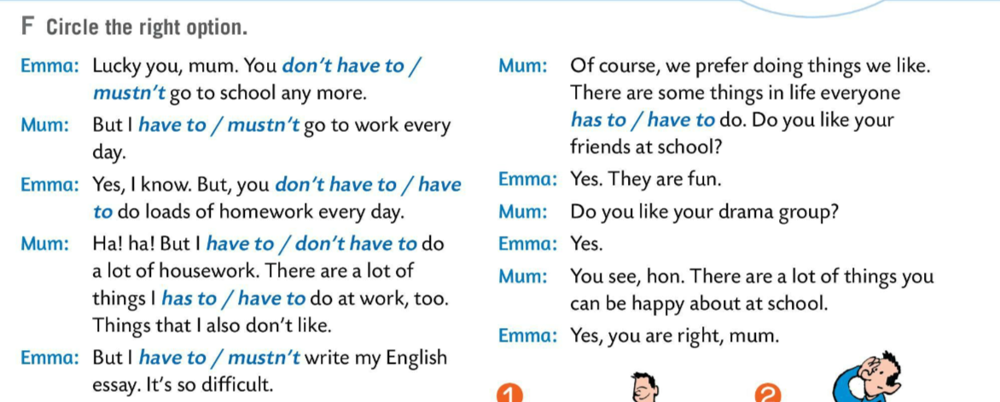 F Circle the right option.
Emma: Lucky you, mum. You don't have to /
mustn't go to school any more.
Mum: But I have to / mustn't go to work every
day.
Emma: Yes, I know. But, you don't have to / have
to do loads of homework every day.
Mum: Ha! ha! But I have to / don't have to do
a lot of housework. There are a lot of
things I has to / have to do at work, too.
Things that I also don't like.
Emma: But I have to / mustn't write my English
essay. It's so difficult.
Mum: Of course, we prefer doing things we like.
There are some things in life everyone
has to / have to do. Do you like your
friends at school?
Emma: Yes. They are fun.
Mum: Do you like your drama group?
Emma: Yes.
Mum: You see, hon. There are a lot of things you
can be happy about at school.
Emma: Yes, you are right, mum.
1 2